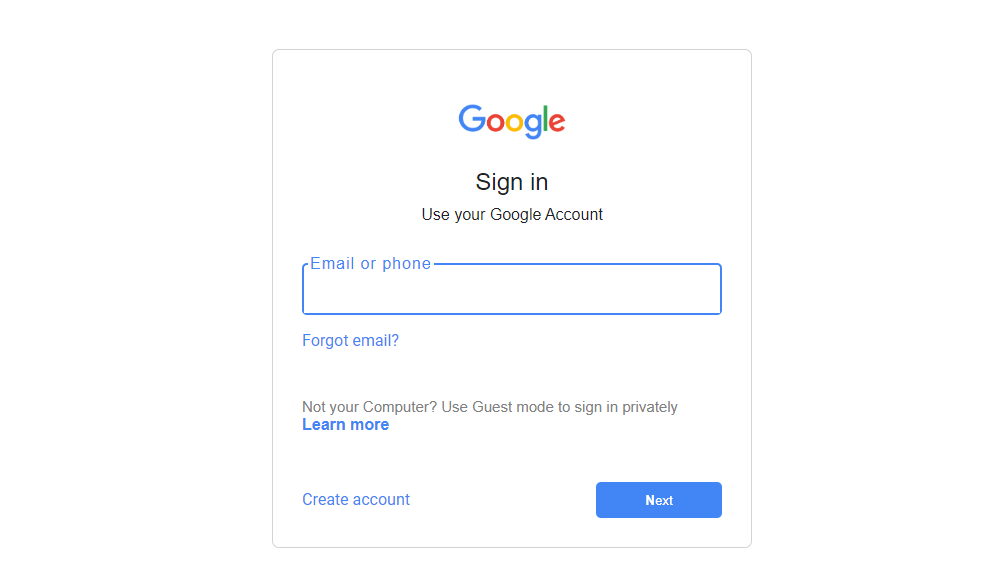 Google
Sign in
Use your Google Account
Email or phone
Forgot email?
Not your Computer? Use Guest mode to sign in privately
Learn more
Create account
Next